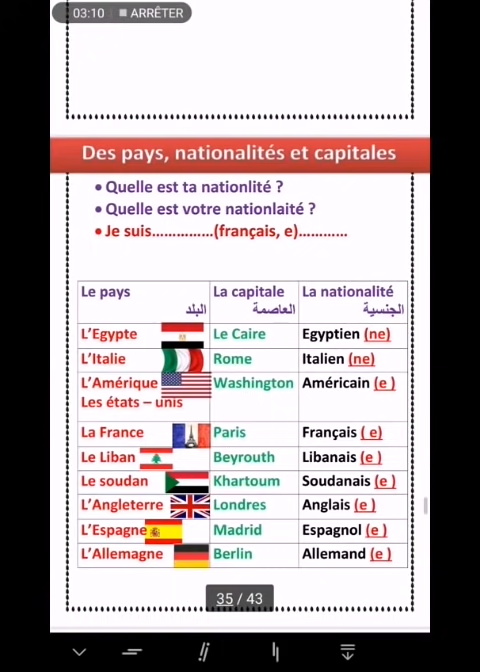 03:10 ARRÊTER
Des pays, nationalités et capitales
• Quelle est ta nationlité ?
• Quelle est votre nationlaité ?
• Je suis...............(français, e)............
Le pays La capitale La nationalité
البلد العاصمة الجنسية
L'Egypte Le Caire Egyptien (ne)
L'Italie Rome Italien (ne)
L'Amérique Washington Américain (e )
Les états – unis
La France Paris Français ( e)
Le Liban Beyrouth Libanais (e )
Le soudan Khartoum Soudanais (e )
L'Angleterre Londres Anglais (e )
L'Espagne Madrid Espagnol (e )
L'Allemagne Berlin Allemand (e )
35 / 43